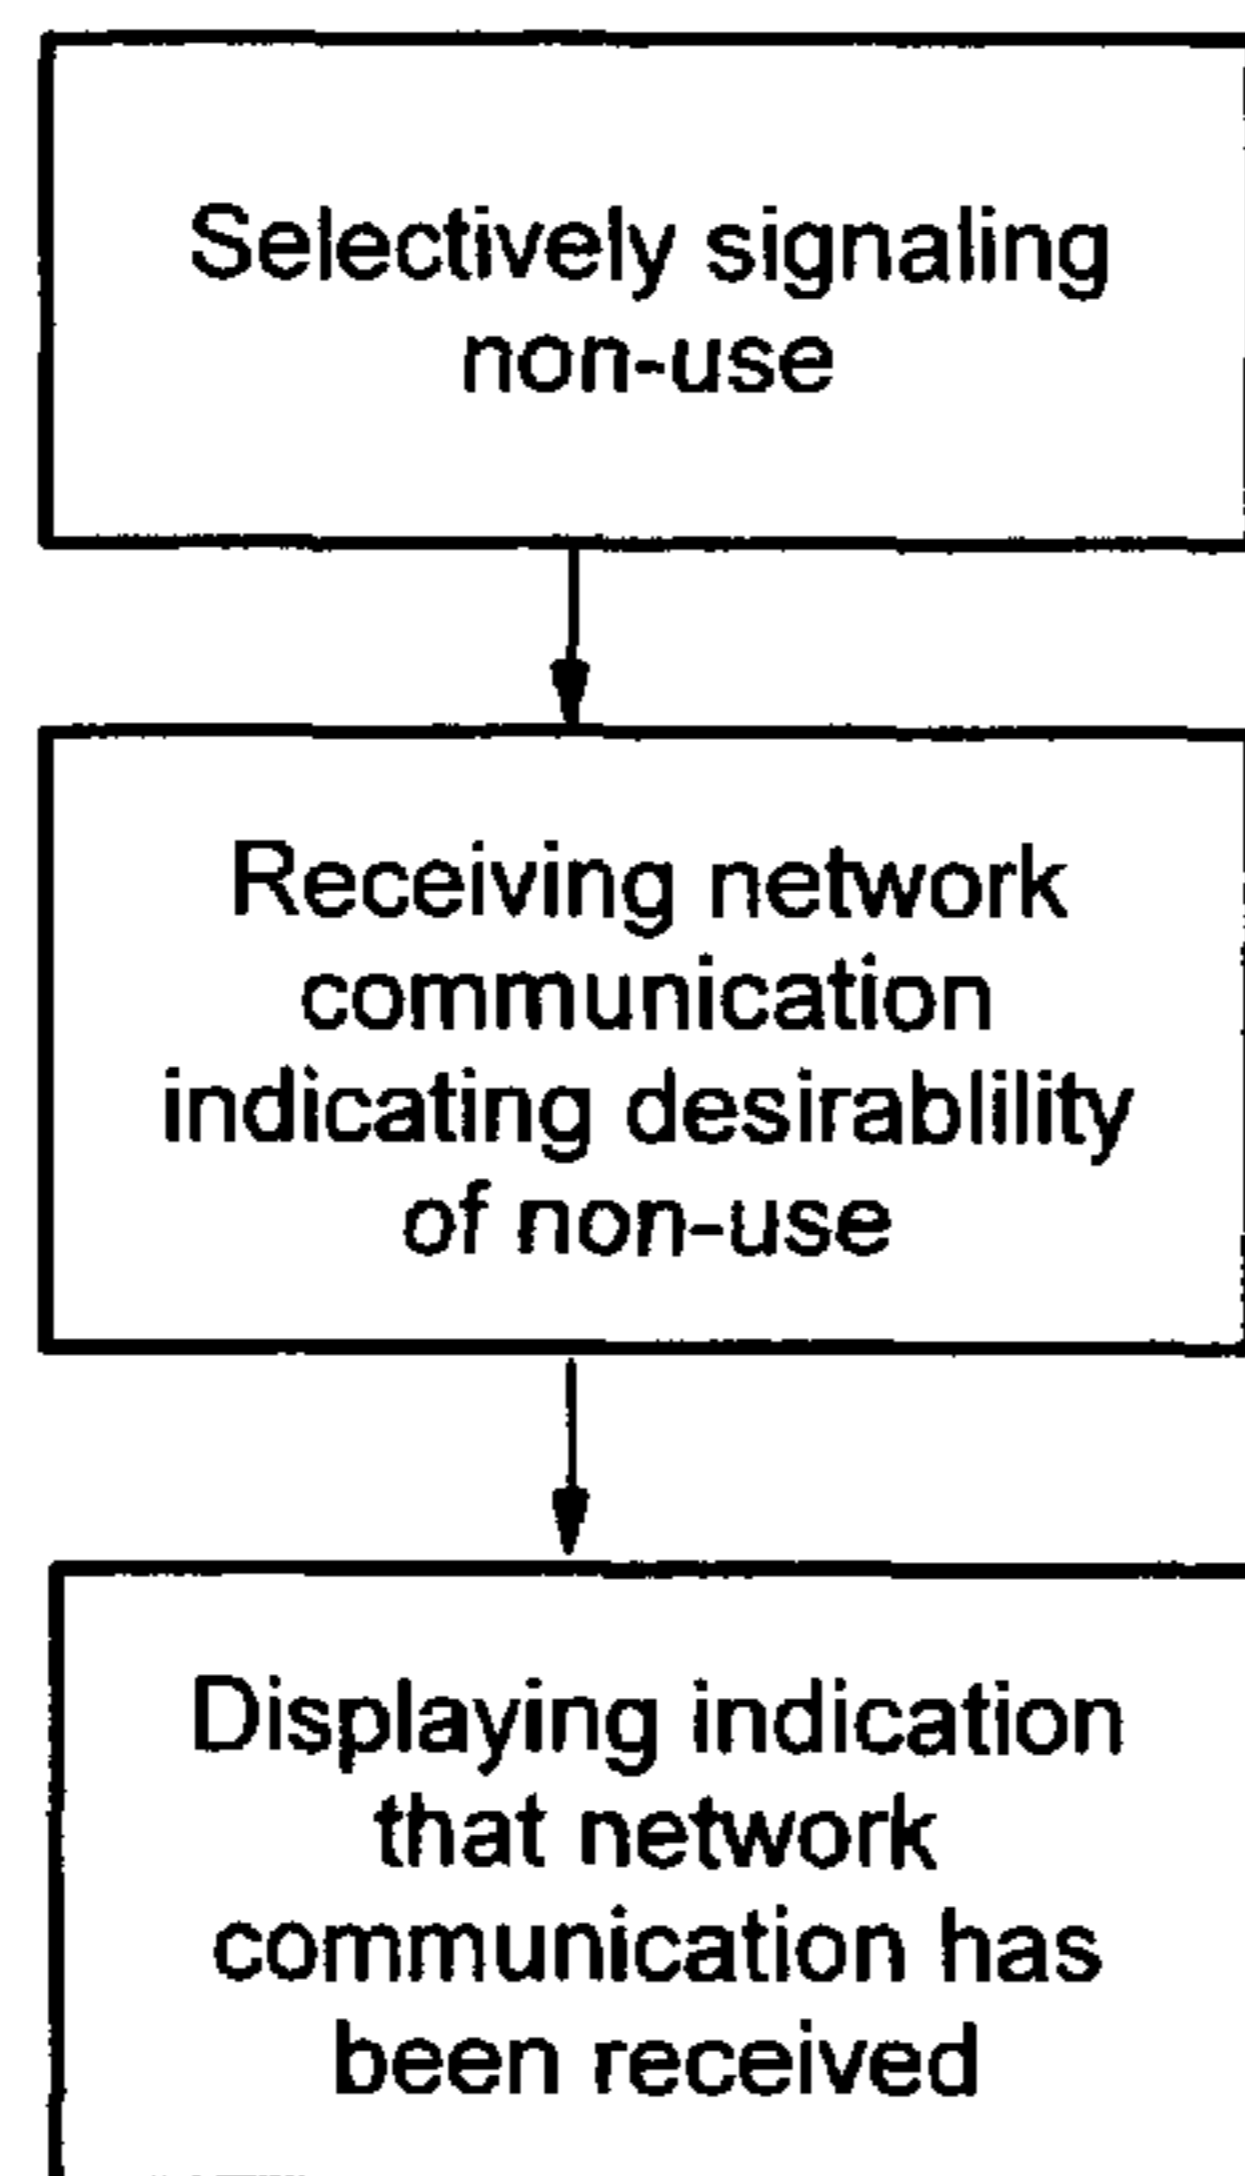 Selectively signaling
non-use
Receiving network
communication
indicating desirablility
of non-use
Displaying indication
that network
communication has
been received